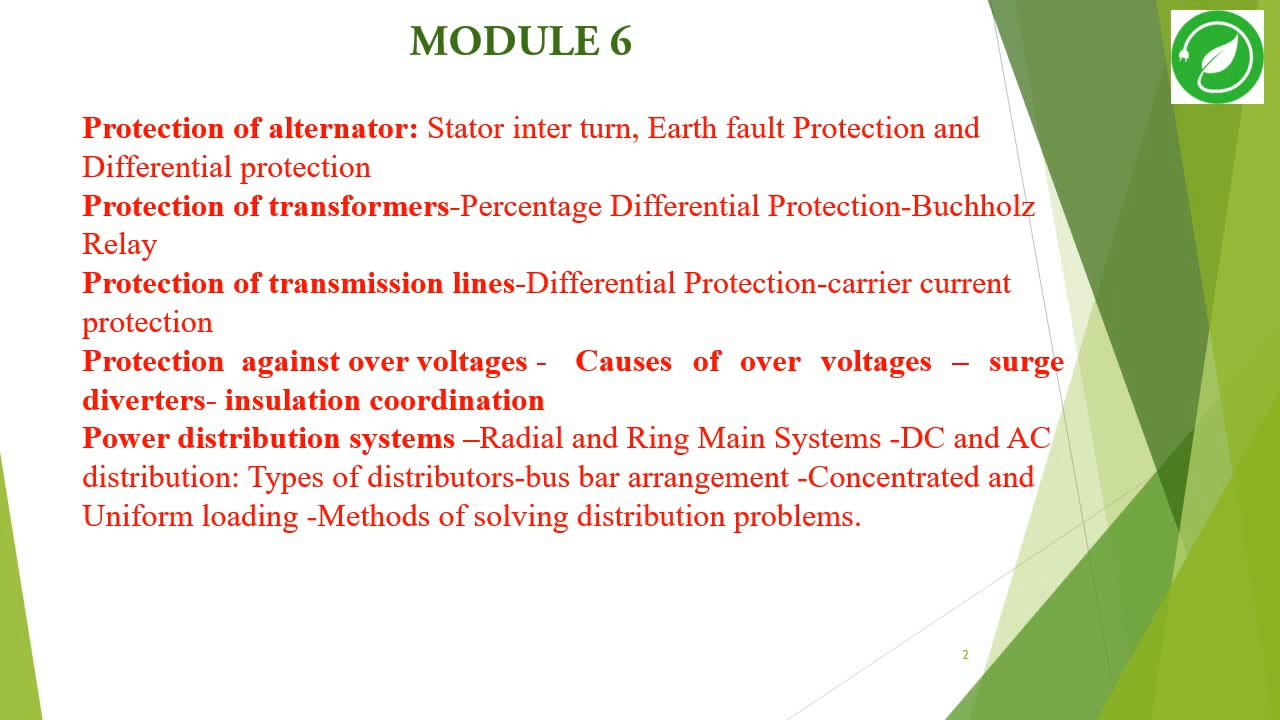 MODULE 6
Protection of alternator: Stator inter turn, Earth fault Protection and
Differential protection
Protection of transformers-Percentage Differential Protection-Buchholz
Relay
Protection of transmission lines-Differential Protection-carrier current
protection
Protection against over voltages - Causes of over voltages – surge
diverters- insulation coordination
Power distribution systems –Radial and Ring Main Systems -DC and AC
distribution: Types of distributors-bus bar arrangement -Concentrated and
Uniform loading -Methods of solving distribution problems.
2